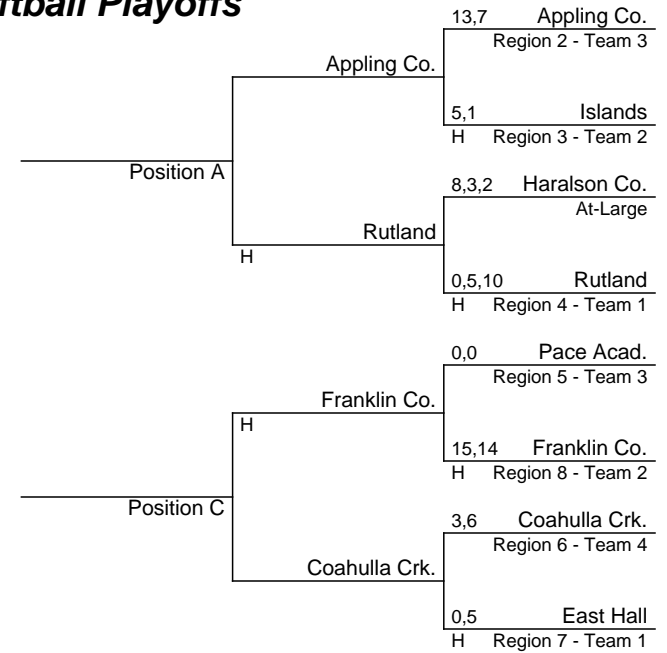 ftball Playoffs
13,7 Appling Co.
Region 2 - Team 3
Appling Co.
5,1 Islands
H Region 3 - Team 2
Position A
8,3,2 Haralson Co.
At-Large
Rutland
H
0,5,10 Rutland
H Region 4 - Team 1
0,0 Pace Acad.
Region 5 - Team 3
Franklin Co.
H
15,14 Franklin Co.
H Region 8 - Team 2
Position C
3,6 Coahulla Crk.
Region 6 - Team 4
Coahulla Crk.
0,5 East Hall
H Region 7 - Team 1